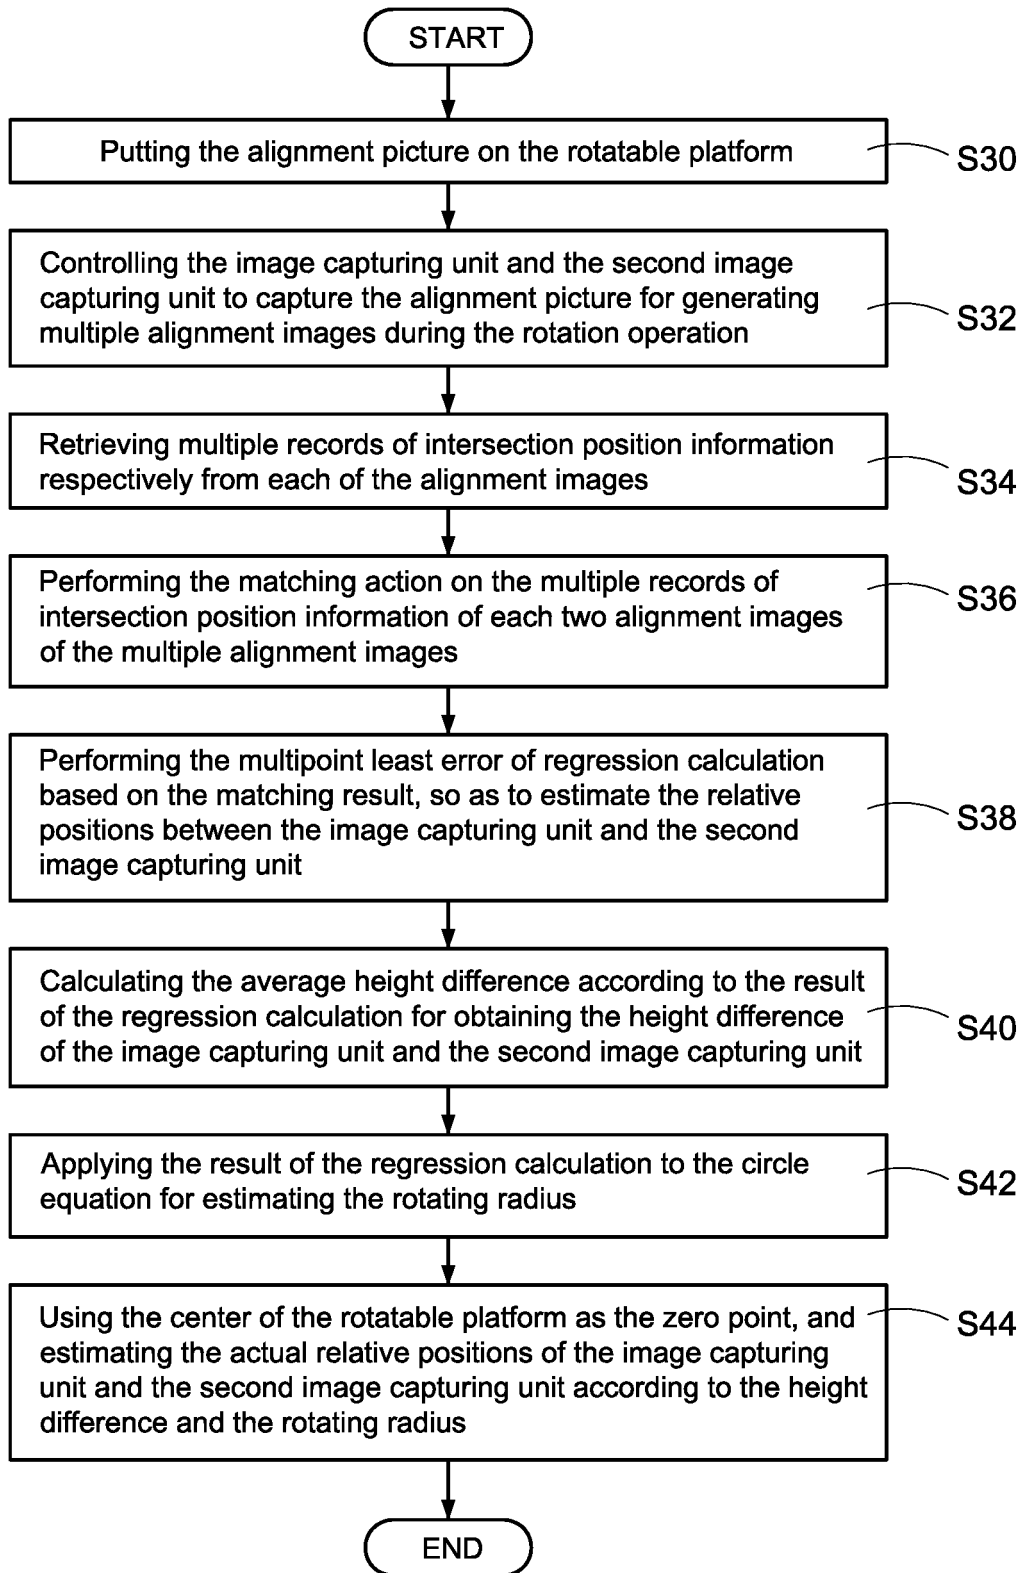 START
Putting the alignment picture on the rotatable platform
S30
Controlling the image capturing unit and the second image
capturing unit to capture the alignment picture for generating
multiple alignment images during the rotation operation
S32
Retrieving multiple records of intersection position information
respectively from each of the alignment images
S34
Performing the matching action on the multiple records of
intersection position information of each two alignment images
of the multiple alignment images
S36
Performing the multipoint least error of regression calculation
based on the matching result, so as to estimate the relative
positions between the image capturing unit and the second
image capturing unit
S38
Calculating the average height difference according to the result
of the regression calculation for obtaining the height difference
of the image capturing unit and the second image capturing unit
S40
Applying the result of the regression calculation to the circle
equation for estimating the rotating radius
S42
Using the center of the rotatable platform as the zero point, and
estimating the actual relative positions of the image capturing
unit and the second image capturing unit according to the height
difference and the rotating radius
S44
END